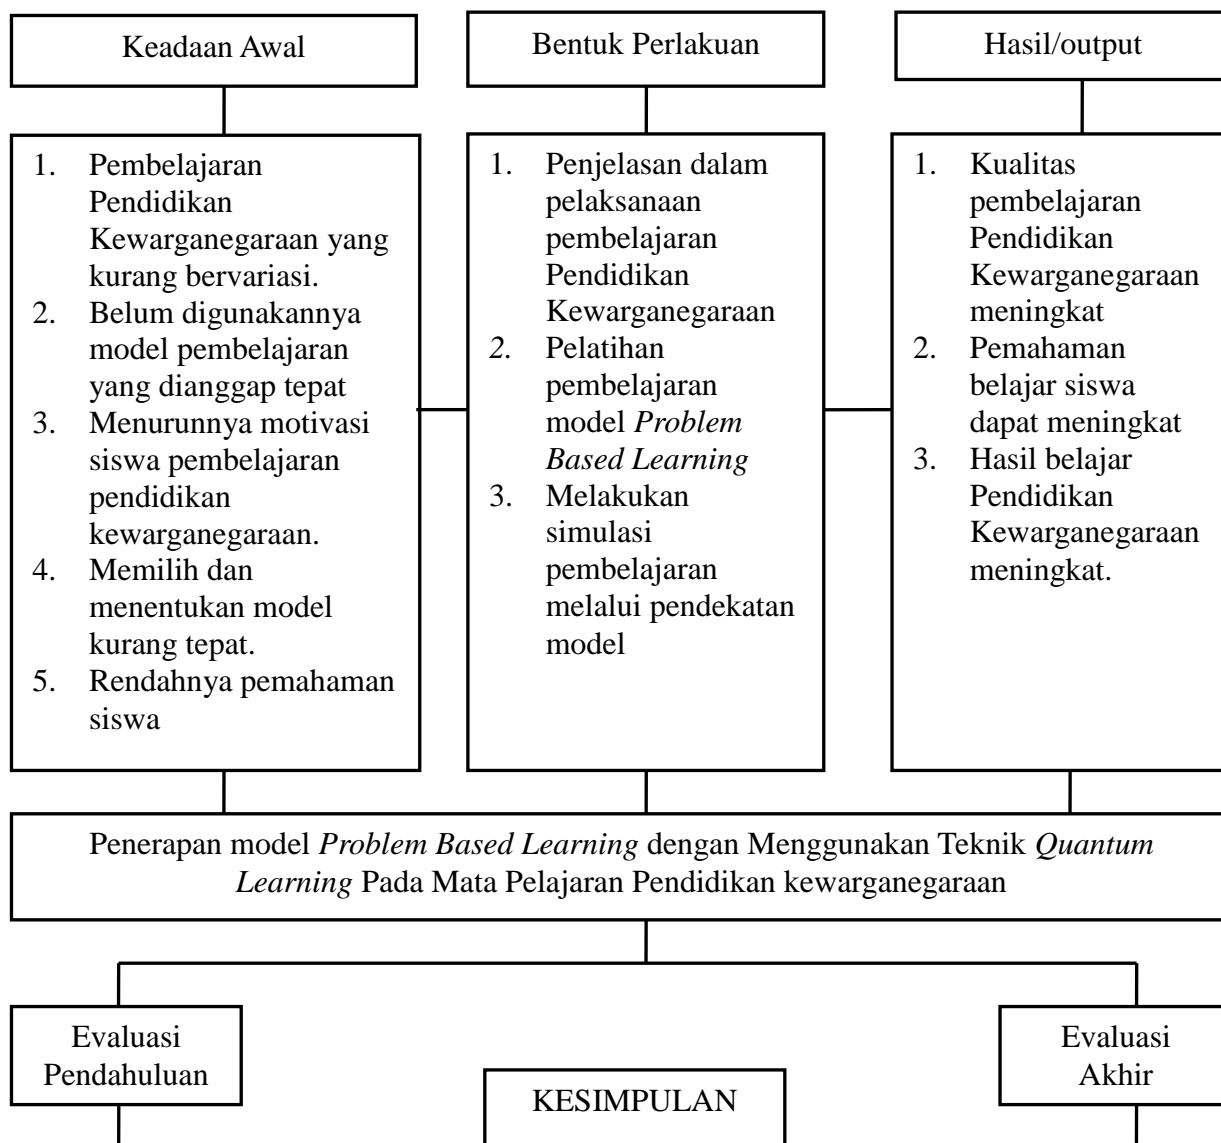 Keadaan Awal
Bentuk Perlakuan
Hasil/output
1. Pembelajaran
Pendidikan
Kewarganegaraan yang
kurang bervariasi.
2. Belum digunakannya
model pembelajaran
yang dianggap tepat
3. Menurunnya motivasi
siswa pembelajaran
pendidikan
kewarganegaraan.
4. Memilih dan
menentukan model
kurang tepat.
5. Rendahnya pemahaman
siswa
1. Penjelasan dalam
pelaksanaan
pembelajaran
Pendidikan
Kewarganegaraan
2. Pelatihan
pembelajaran
model Problem
Based Learning
3. Melakukan
simulasi
pembelajaran
melalui pendekatan
model
1. Kualitas
pembelajaran
Pendidikan
Kewarganegaraan
meningkat
2. Pemahaman
belajar siswa
dapat meningkat
3. Hasil belajar
Pendidikan
Kewarganegaraan
meningkat.
Penerapan model Problem Based Learning dengan Menggunakan Teknik Quantum
Learning Pada Mata Pelajaran Pendidikan kewarganegaraan
Evaluasi
Pendahuluan
KESIMPULAN
Evaluasi
Akhir